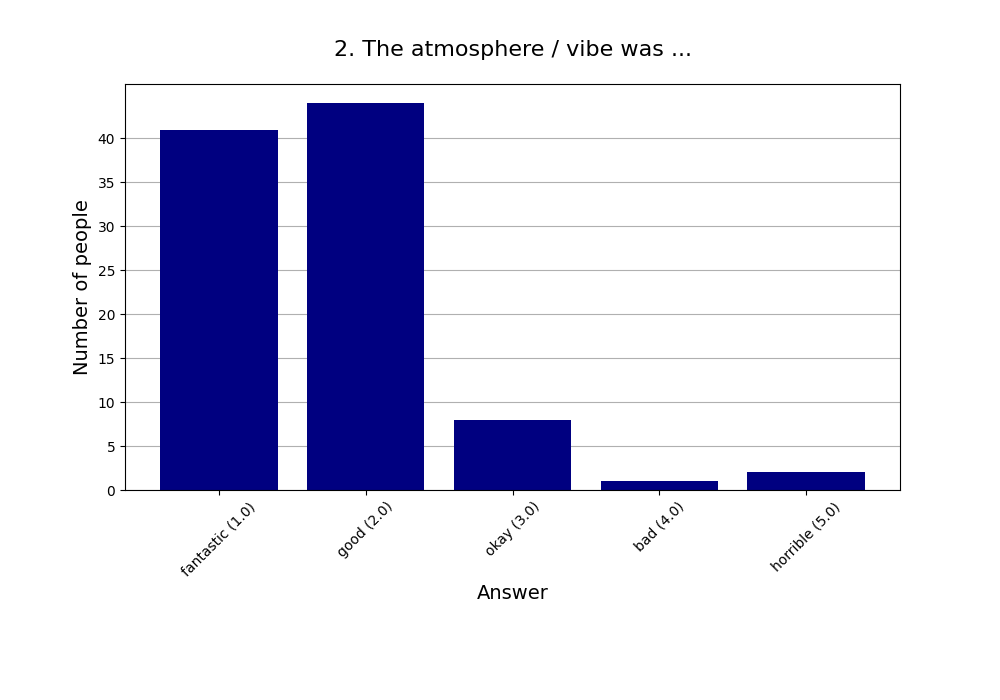 2. The atmosphere / vibe was ...
Number of people
40
35
30
25
20
15
10
5
0
fantastic (1.0)
good (2.0)
okay (3.0)
bad (4.0)
horrible (5.0)
Answer